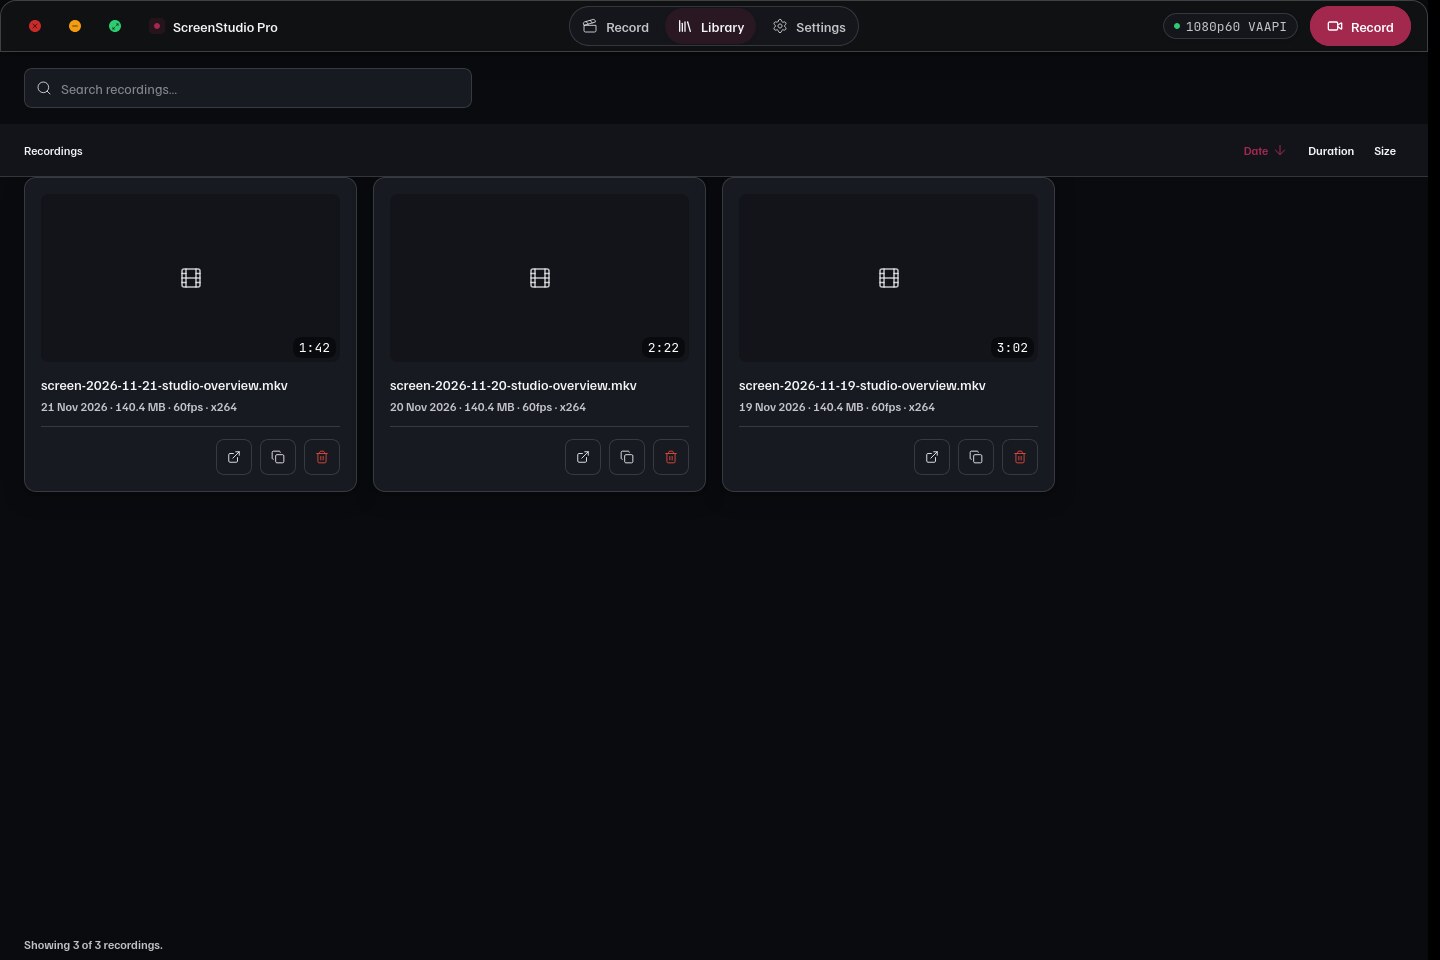 ScreenStudio Pro
Record
Library
Settings
1080p60 VAAPI
Record
Search recordings...
Recordings
Date
Duration
Size
1:42
2:22
3:02
screen-2026-11-21-studio-overview.mkv
21 Nov 2026 · 140.4 MB · 60fps · x264
screen-2026-11-20-studio-overview.mkv
20 Nov 2026 · 140.4 MB · 60fps · x264
screen-2026-11-19-studio-overview.mkv
19 Nov 2026 · 140.4 MB · 60fps · x264
Showing 3 of 3 recordings.